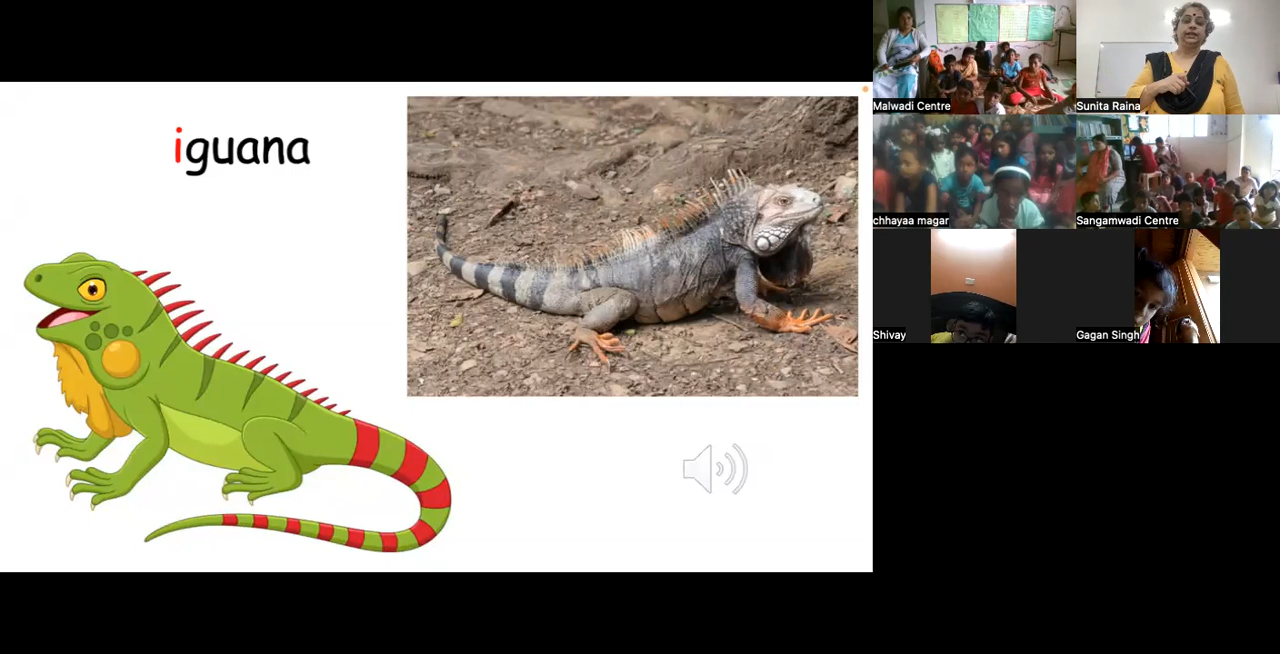 iguana
Malwadi Centre
Sunita Raina
chhayaa magar
Sangamwadi Centre
Shivay
Gagan Singh